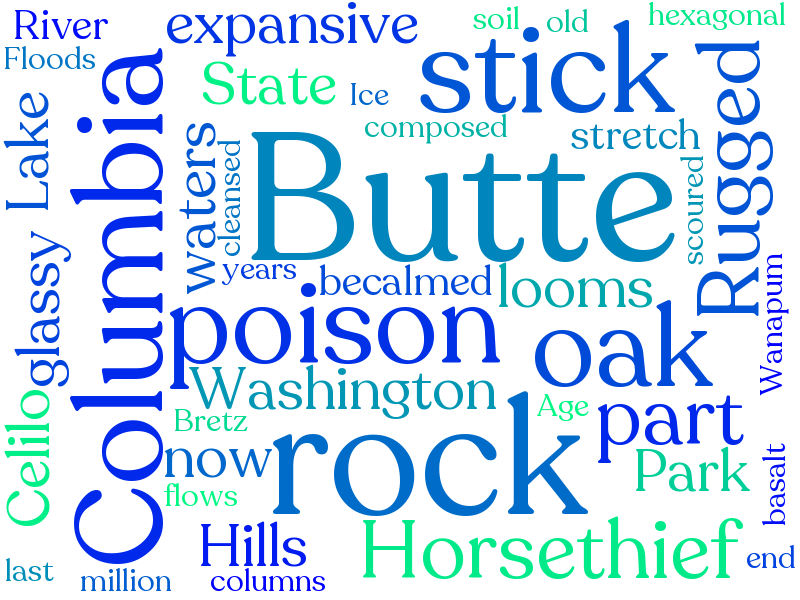 River
expansive
soil
old
hexagonal
Floods
State
Ice
stick
Rugged
Lake
Columbia
waters
cleansed
composed
stretch
Butte
scoured
glassy
years
becalmed
looms
Wanapum
poison
oak
Washington
Celilo
Bretz
now
rock
Age
part
Park
basalt
flows
Hills
Horsethief
end
last
million
columns